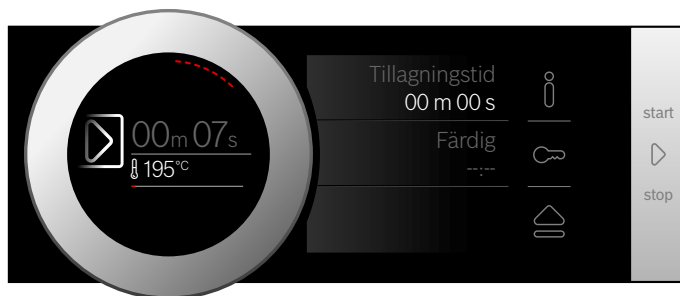 00m 07s
195°C
Tillagningstid
00 m 00 s
Färdig
--:--
start
stop